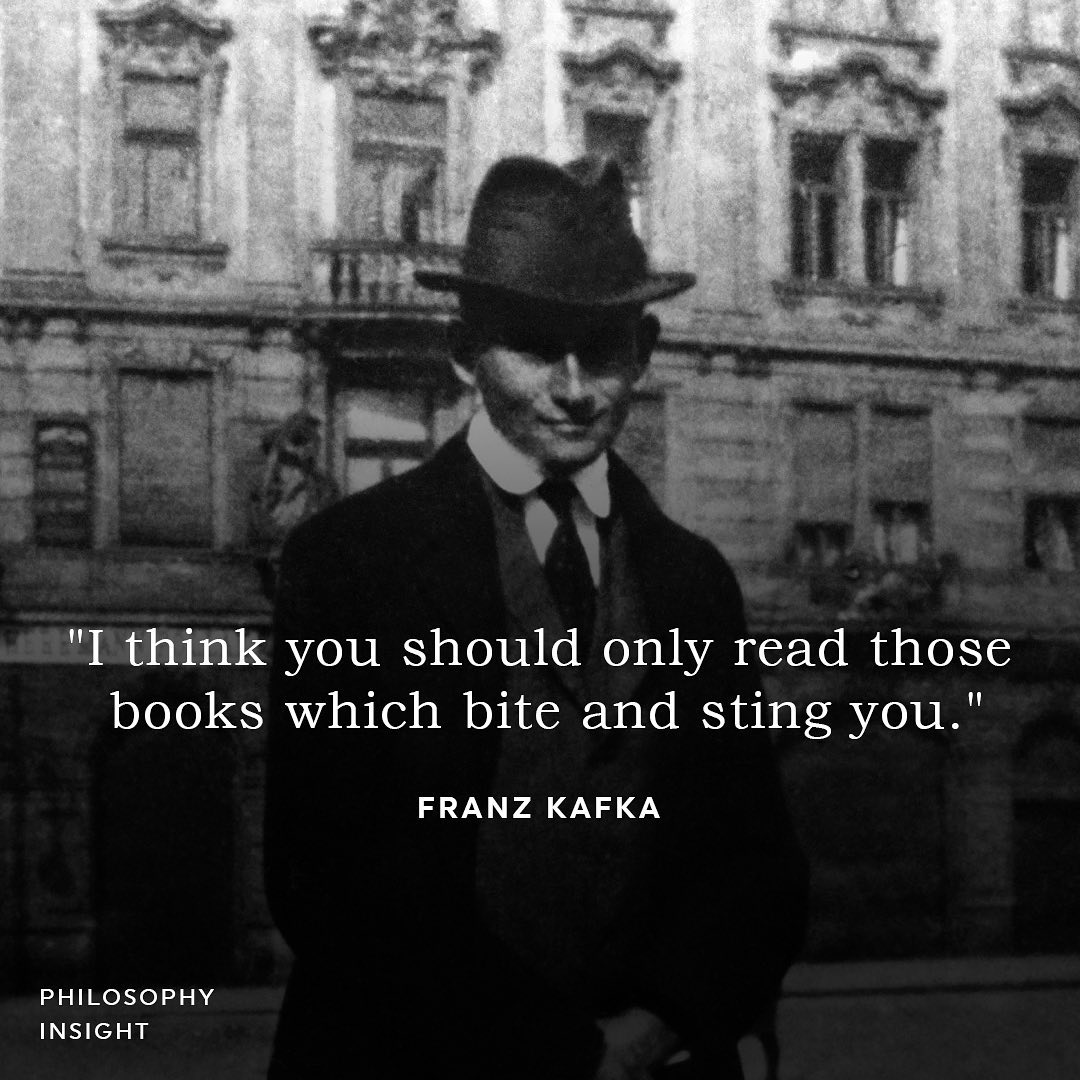 "I think you should only read those
books which bite and sting you."
FRANZ KAFKA
PHILOSOPHY
INSIGHT